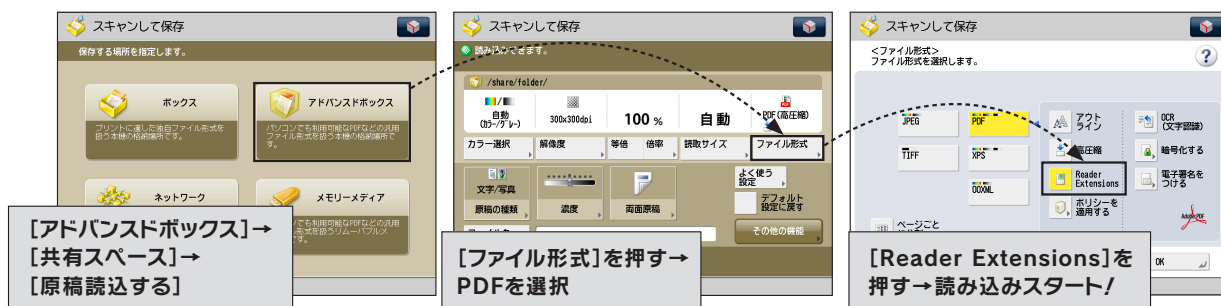 スキャンして保存
保存する場所を指定します。
ボックス
プリントに適した独自ファイル形式を
扱う本機の格納場所です。
アドバンスドボックス
パソコンでも利用可能なPDFなどの汎用
ファイル形式を扱う本機の格納場所で
す。
ネットワーク
メモリーメディア
[アドバンスドボックス]→
[共有スペース]→
[原稿読込する]
スキャンして保存
読み込みできます。
/share/folder/
自動
(カラー/グレー)
300x300dpi
100 %
自動
PDF(高圧縮)
カラー選択
解像度
等倍
倍率
読取サイズ
ファイル形式
文字/写真
原稿の種類
濃度
両面原稿
よく使う
設定
デフォルト
設定に戻す
その他の機能
[ファイル形式]を押す→
PDFを選択
スキャンして保存
<ファイル形式>
ファイル形式を選択します。
?
JPEG
PDF
アウト
ライン
OCR
(文字認識)
TIFF
XPS
高圧縮
暗号化する
OOXML
Reader
Extensions
電子署名を
つける
ポリシーを
適用する
Adobe PDF
ページごと
OK
[Reader Extensions]を
押す→読み込みスタート!